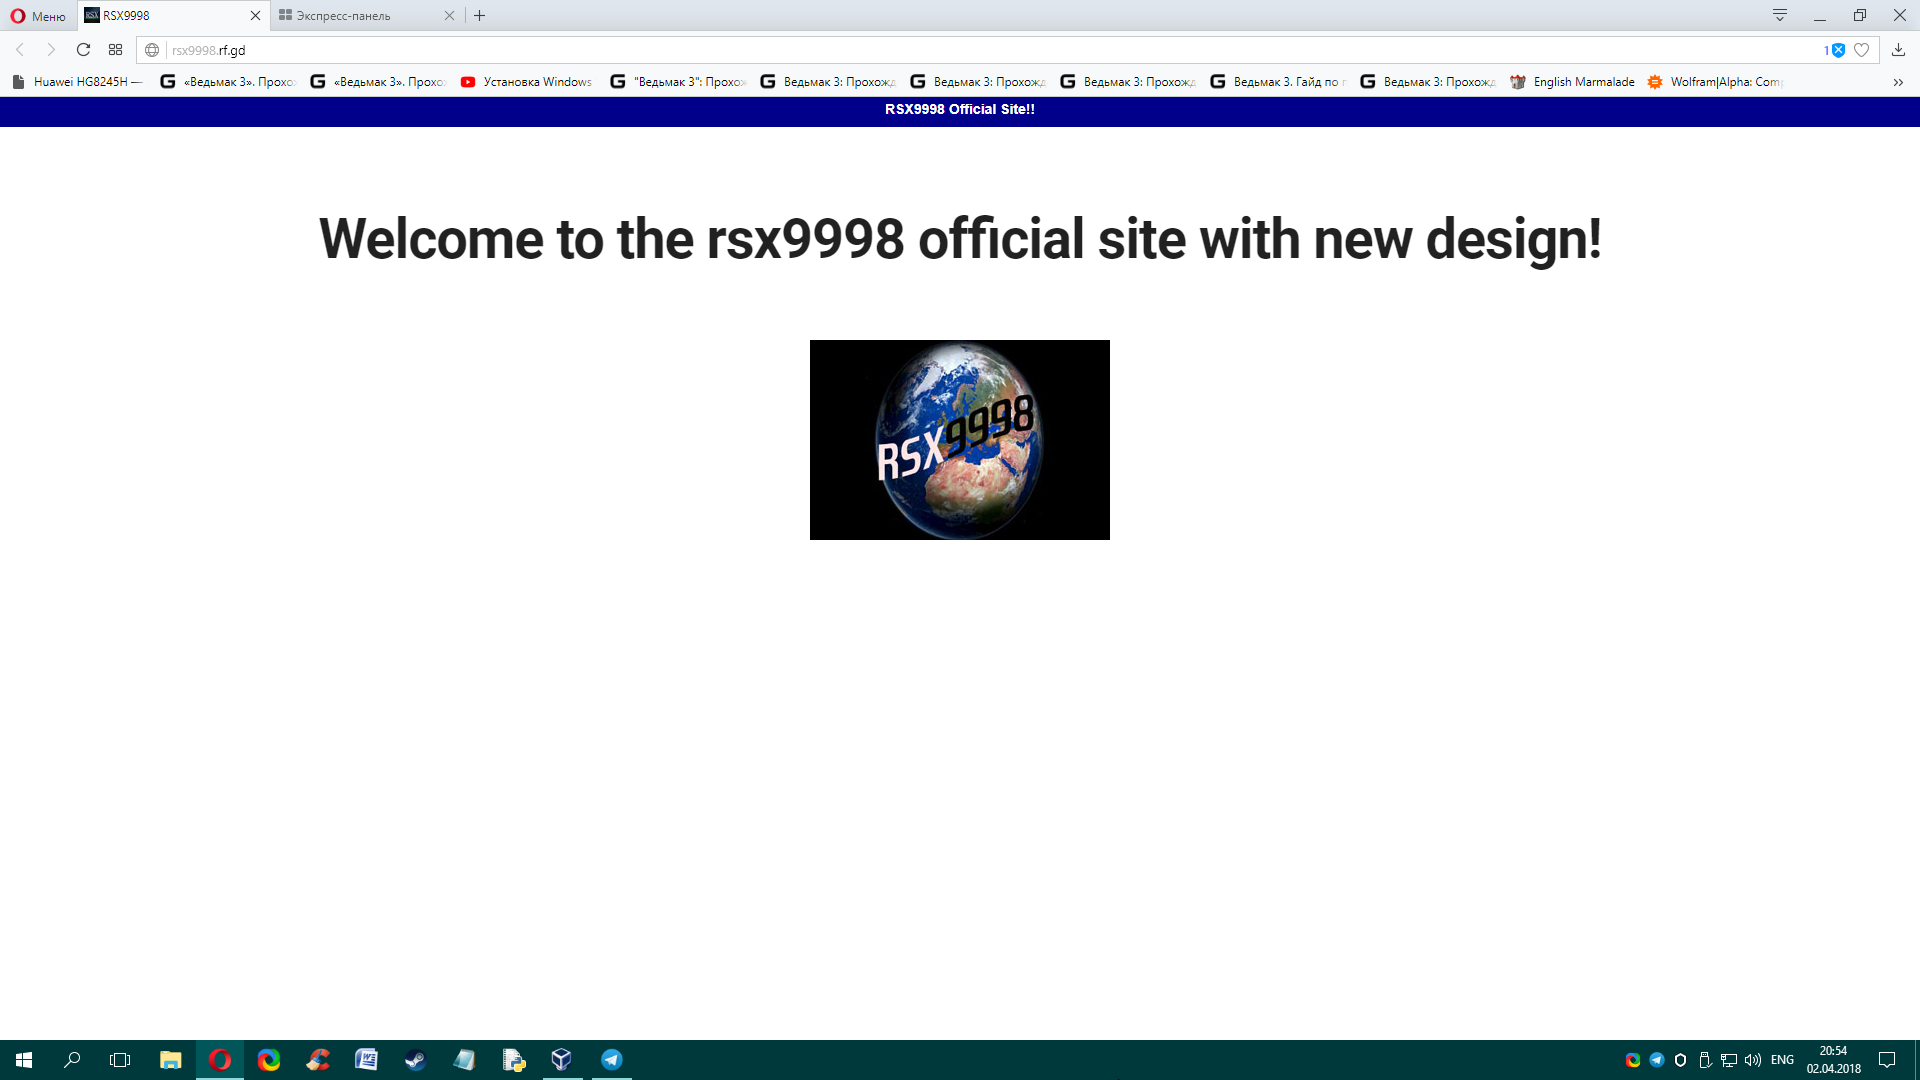 Меню
RSX RSX9998
Экспресс-панель
rsx9998.rf.gd
1
Huawei HG8245H —
«Ведьмак 3». Прохо
«Ведьмак 3». Прохо
Установка Windows
"Ведьмак 3": Прохо
Ведьмак 3: Прохожд
Ведьмак 3: Прохожд
Ведьмак 3: Прохожд
Ведьмак 3. Гайд по
Ведьмак 3: Прохожд
English Marmalade
Wolfram|Alpha: Com
RSX9998 Official Site!!
Welcome to the rsx9998 official site with new design!
RSX9998
ENG
20:54
02.04.2018